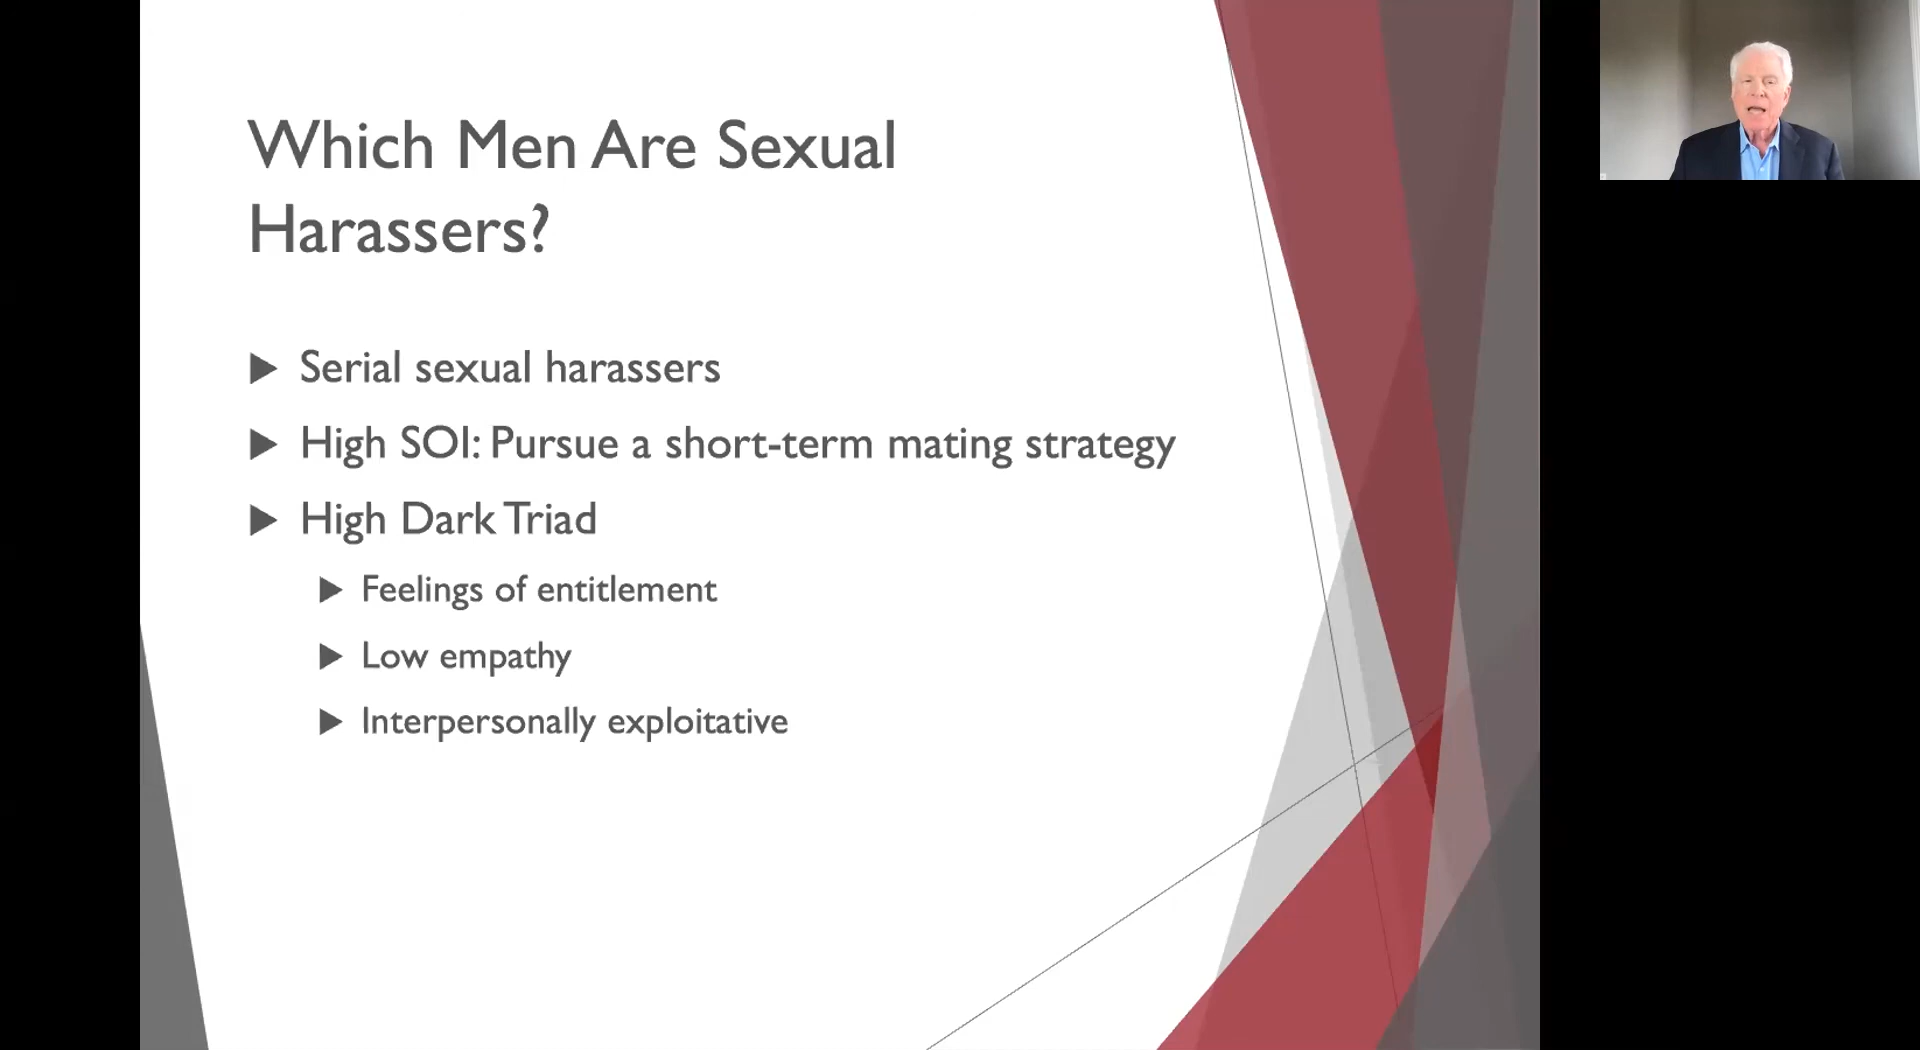 Which Men Are Sexual
Harassers?
Serial sexual harassers
High SOI: Pursue a short-term mating strategy
High Dark Triad
Feelings of entitlement
Low empathy
Interpersonally exploitative